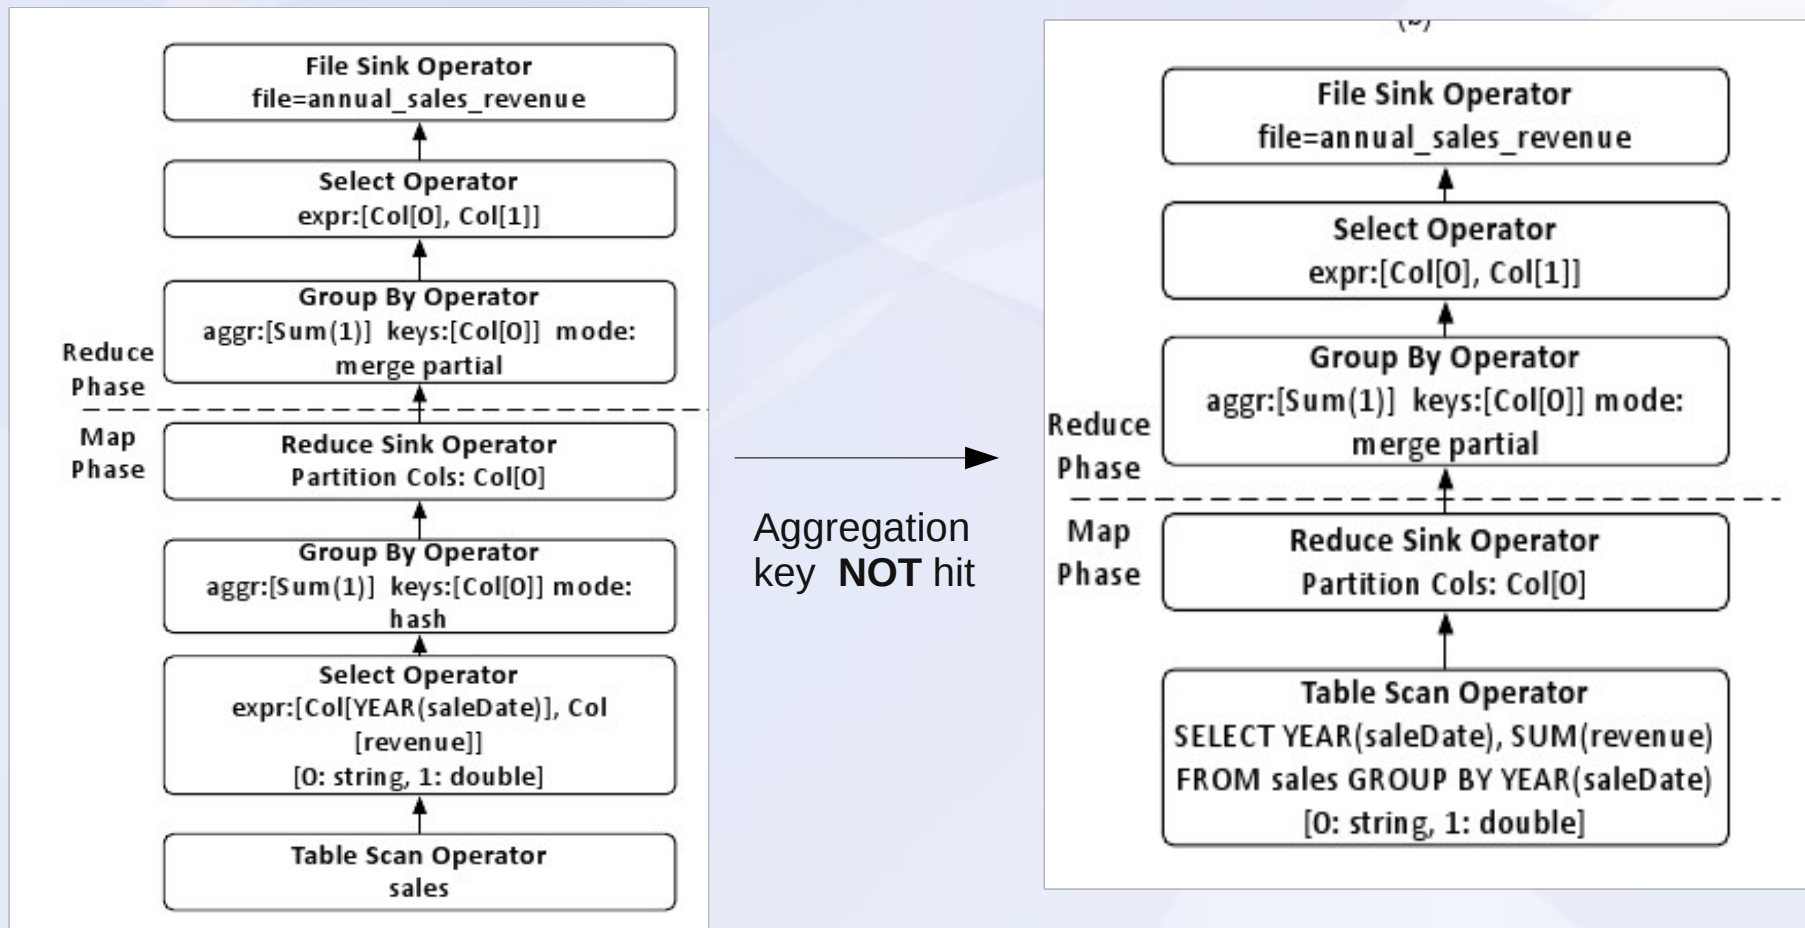 File Sink Operator
file=annual_sales_revenue
Select Operator
expr:[Col[0], Col[1]]
Group By Operator
aggr:[Sum(1)] keys:[Col[0]] mode:
merge partial
Reduce
Phase
Map
Phase
Reduce Sink Operator
Partition Cols: Col[0]
Group By Operator
aggr:[Sum(1)] keys:[Col[0]] mode:
hash
Select Operator
expr:[Col[YEAR(saleDate)], Col
[revenue]]
[0: string, 1: double]
Table Scan Operator
sales
Aggregation
key NOT hit
(b)
File Sink Operator
file=annual_sales_revenue
Select Operator
expr:[Col[0], Col[1]]
Group By Operator
aggr:[Sum(1)] keys:[Col[0]] mode:
merge partial
Reduce
Phase
Map
Phase
Reduce Sink Operator
Partition Cols: Col[0]
Table Scan Operator
SELECT YEAR(saleDate), SUM(revenue)
FROM sales GROUP BY YEAR(saleDate)
[0: string, 1: double]